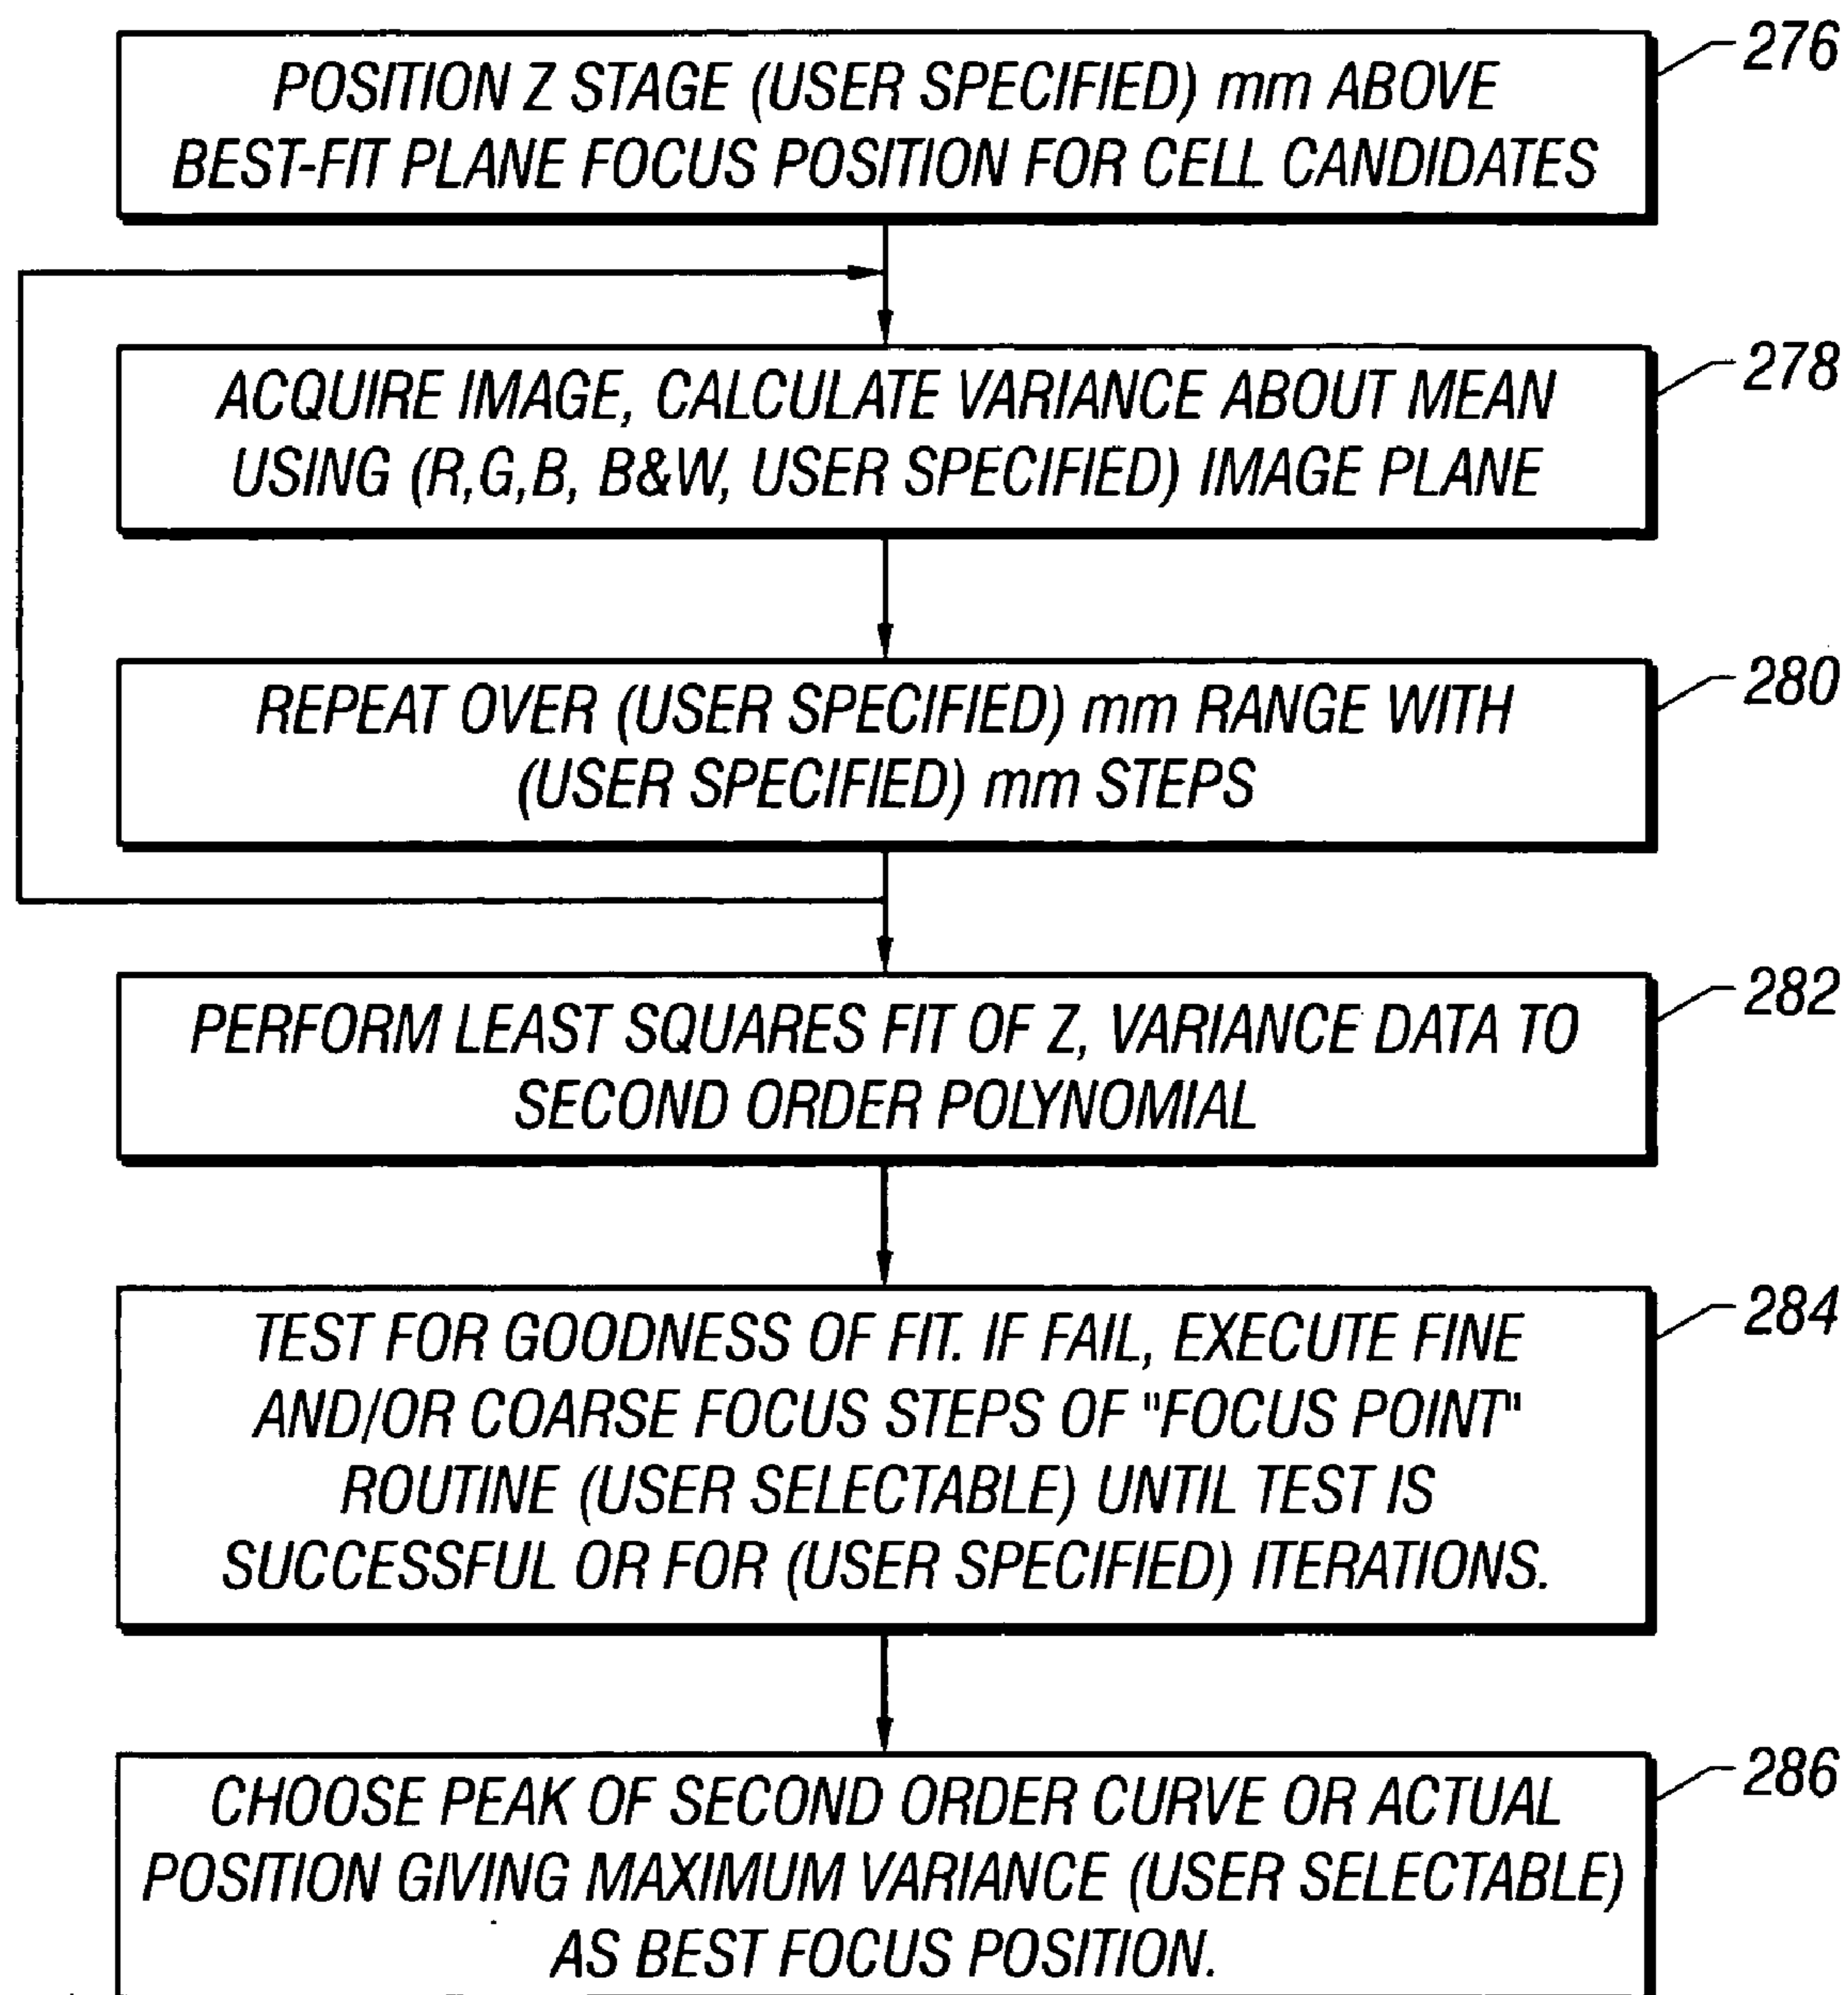 POSITION Z STAGE (USER SPECIFIED) mm ABOVE
BEST-FIT PLANE FOCUS POSITION FOR CELL CANDIDATES
276
ACQUIRE IMAGE, CALCULATE VARIANCE ABOUT MEAN
USING (R,G,B, B&W, USER SPECIFIED) IMAGE PLANE
278
REPEAT OVER (USER SPECIFIED) mm RANGE WITH
(USER SPECIFIED) mm STEPS
280
PERFORM LEAST SQUARES FIT OF Z, VARIANCE DATA TO
SECOND ORDER POLYNOMIAL
282
TEST FOR GOODNESS OF FIT. IF FAIL, EXECUTE FINE
AND/OR COARSE FOCUS STEPS OF "FOCUS POINT"
ROUTINE (USER SELECTABLE) UNTIL TEST IS
SUCCESSFUL OR FOR (USER SPECIFIED) ITERATIONS.
284
CHOOSE PEAK OF SECOND ORDER CURVE OR ACTUAL
POSITION GIVING MAXIMUM VARIANCE (USER SELECTABLE)
AS BEST FOCUS POSITION.
286